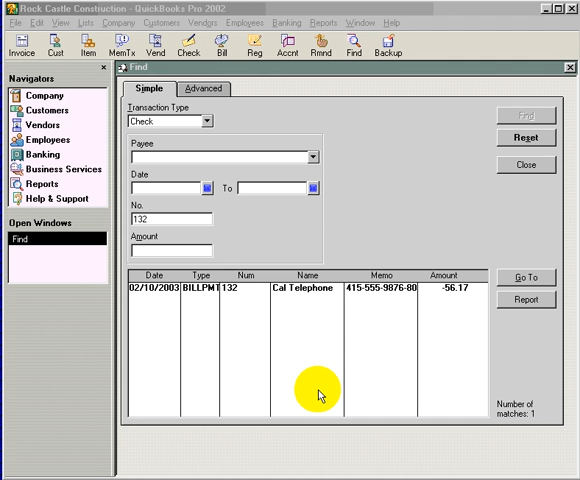 Rock Castle Construction - QuickBooks Pro 2002
File Edit View Lists Company Customers Vendors Employees Banking Reports Window Help
Invoice Cust Item MemTx Vend Check Bill Reg Accnt Rmnd Find Backup
Navigators
Company
Customers
Vendors
Employees
Banking
Business Services
Reports
Help & Support
Open Windows
Find
Find
Simple Advanced
Transaction Type
Check
Payee
Date
To
No.
132
Amount
Find
Reset
Close
Date Type Num Name Memo Amount
02/10/2003 BILLPMT 132 Cal Telephone 415-555-9876-80 -56.17
Go To
Report
Number of
matches: 1